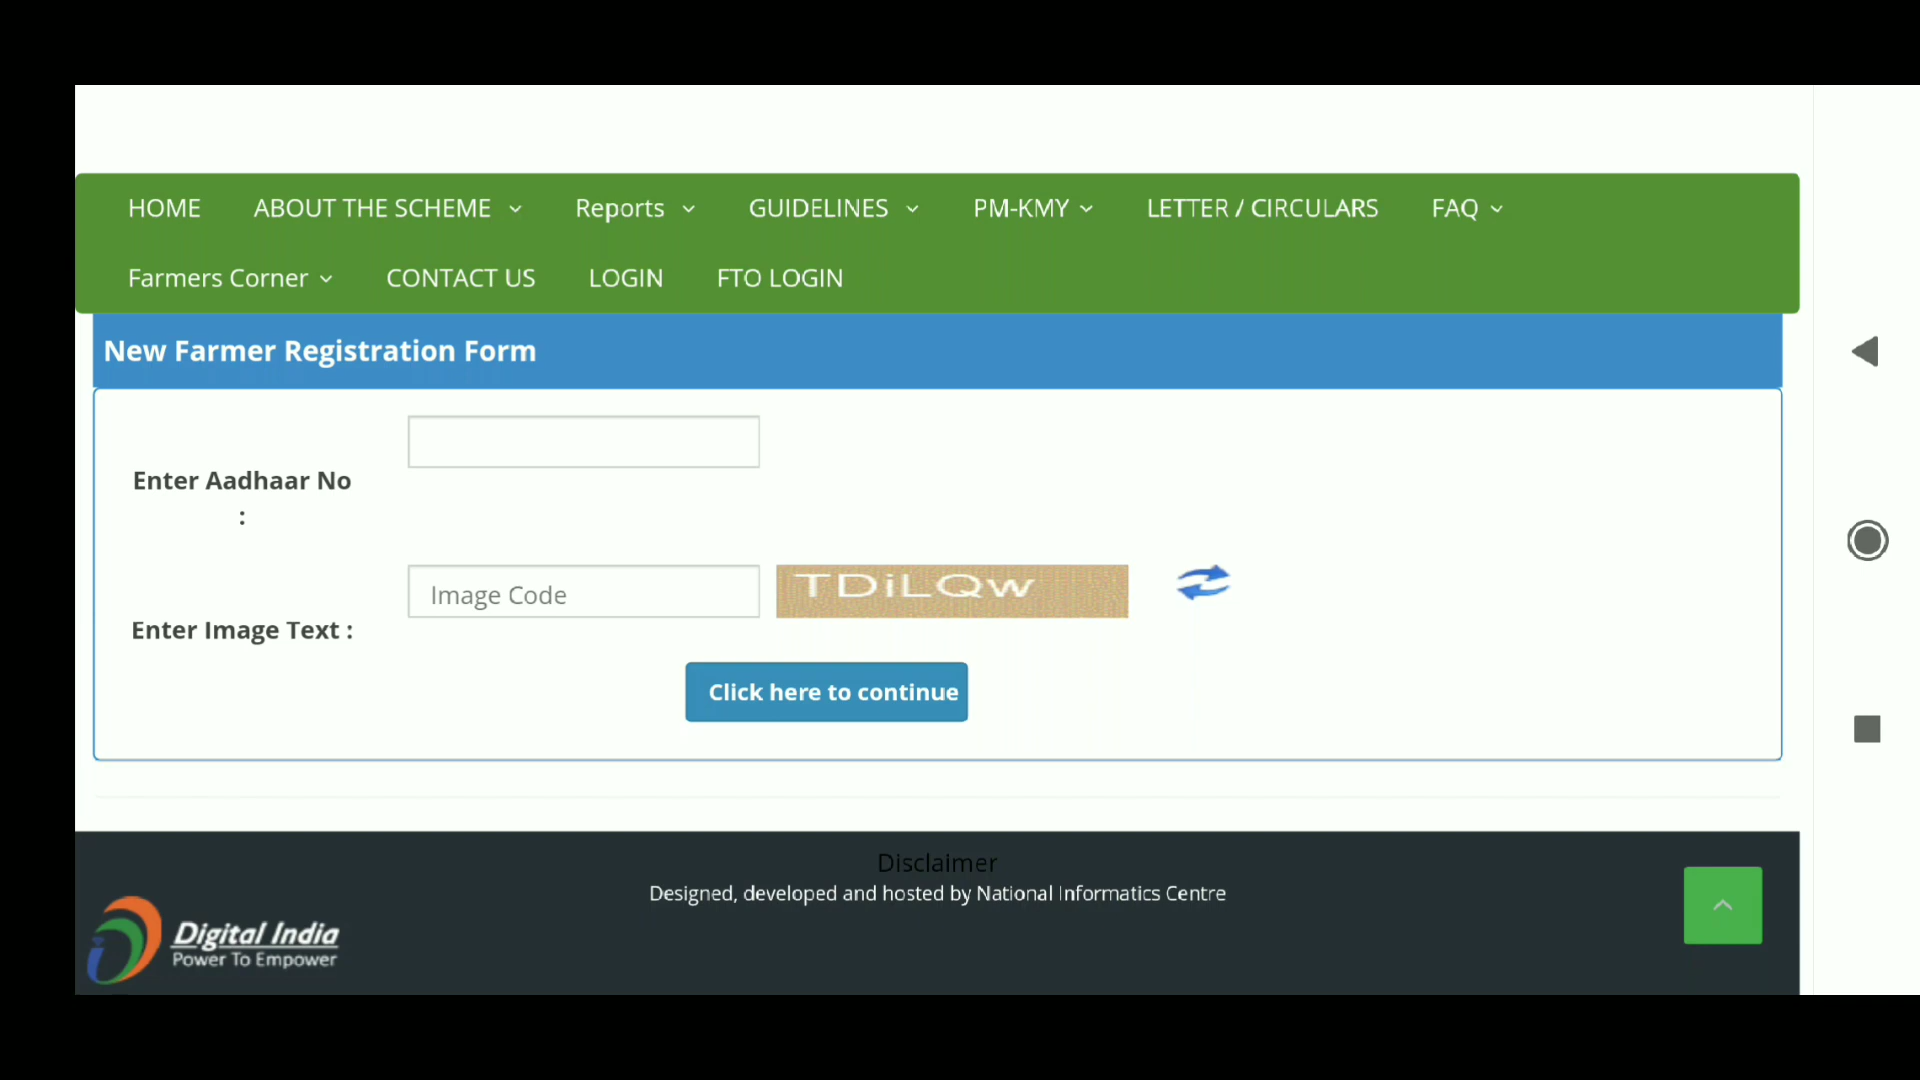 HOME ABOUT THE SCHEME Reports GUIDELINES PM-KMY LETTER / CIRCULARS FAQ
Farmers Corner CONTACT US LOGIN FTO LOGIN
New Farmer Registration Form
Enter Aadhaar No
:
Image Code TDiLQw
Enter Image Text :
Click here to continue
Disclaimer
Designed, developed and hosted by National Informatics Centre
Digital India
Power To Empower